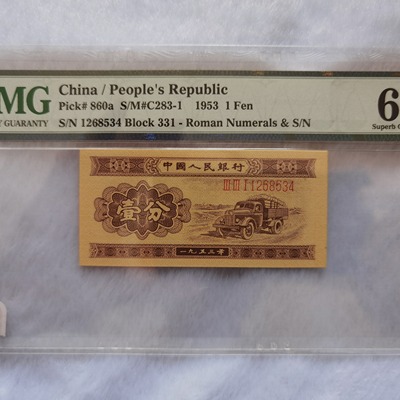 MG
China / People's Republic
Pick# 860a S/M#C283-1 1953 1 Fen
Y GUARANTY
S/N 1268534 Block 331 - Roman Numerals & S/N
6
Superb G
中國人民銀行
III III I 1268534
壹分
一九五三年